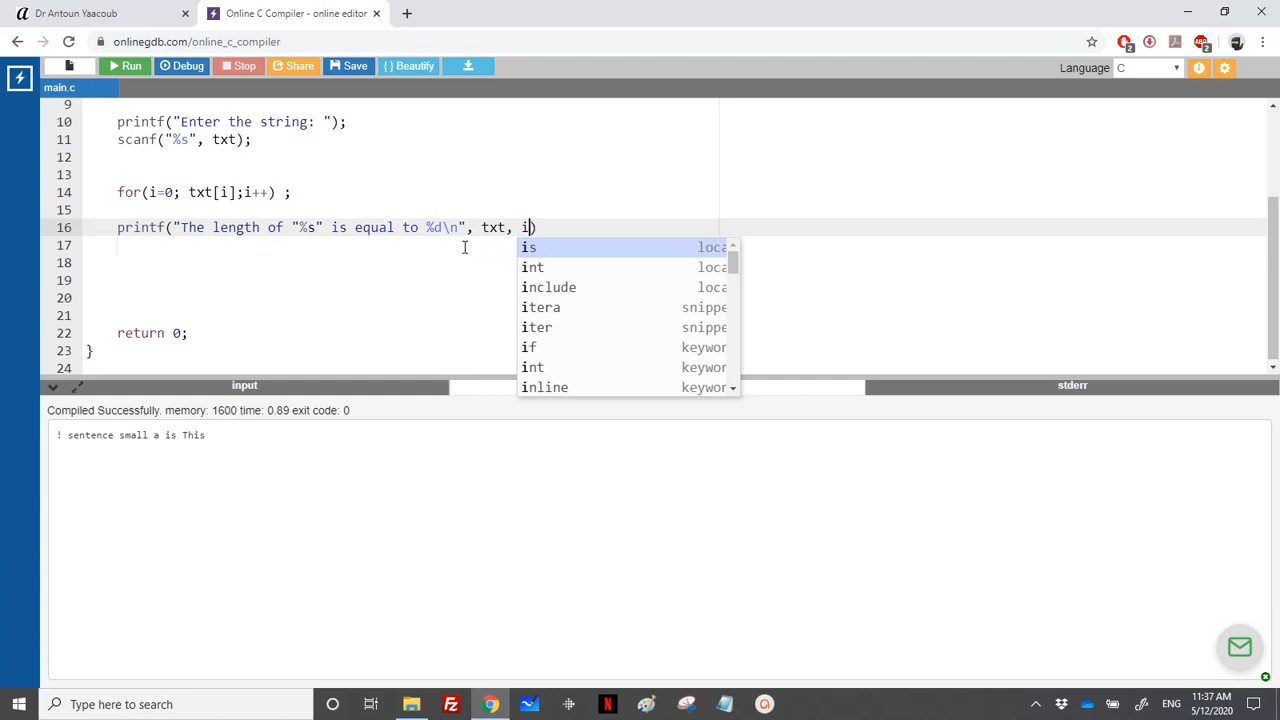 Dr Antoun Yaacoub × Online C Compiler - online editor × +
onlinegdb.com/online_c_compiler
Run Debug Stop Share Save { } Beautify Language C
main.c
9
10 printf("Enter the string: ");
11 scanf("%s", txt);
12
13
14 for(i=0; txt[i];i++) ;
15
16 printf("The length of "%s" is equal to %d\n", txt, i)
17 is loca
18 int loca
19 include loca
20 itera snippe
21 iter snippe
22 return 0; if keywor
23 } int keywor
24 inline keywor
input stderr
Compiled Successfully. memory: 1600 time: 0.89 exit code: 0
! sentence small a is This
Type here to search ENG 11:37 AM
5/12/2020